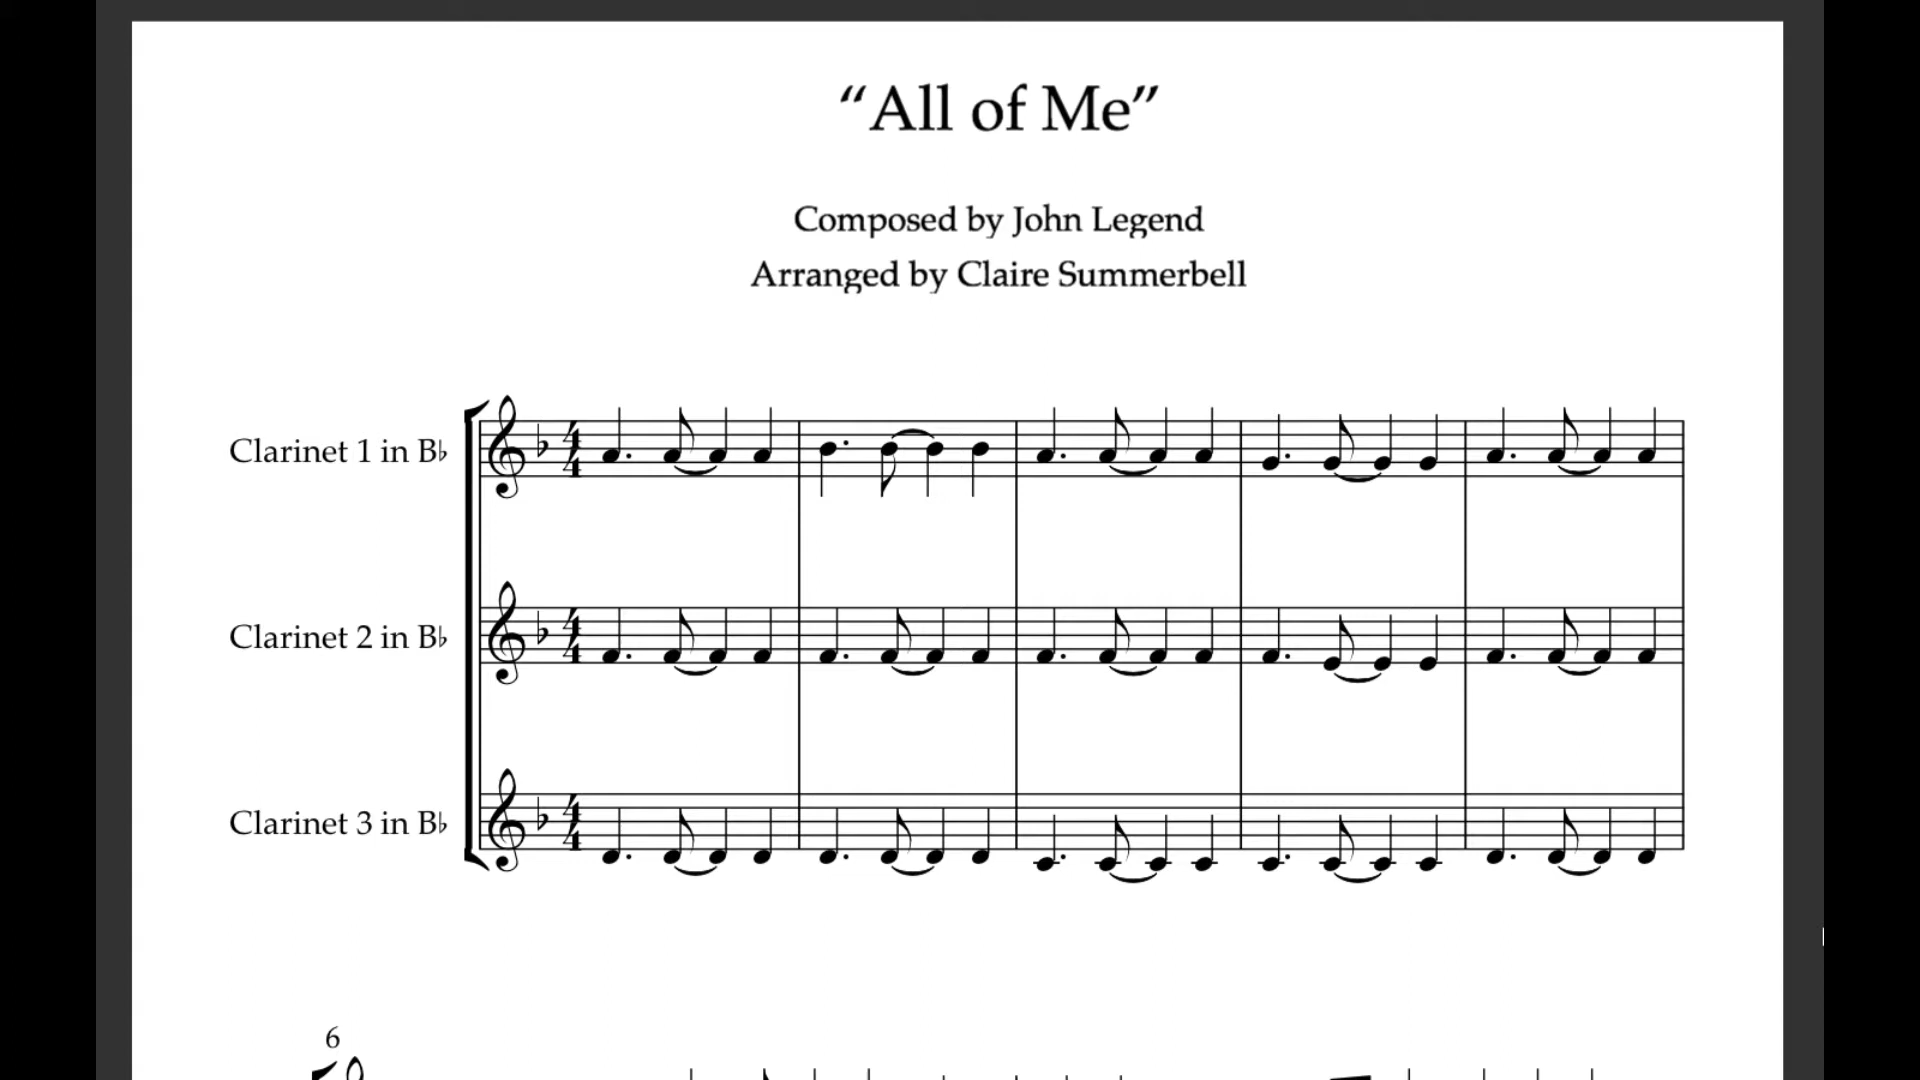 “All of Me”
Composed by John Legend
Arranged by Claire Summerbell
Clarinet 1 in B♭
Clarinet 2 in B♭
Clarinet 3 in B♭
6